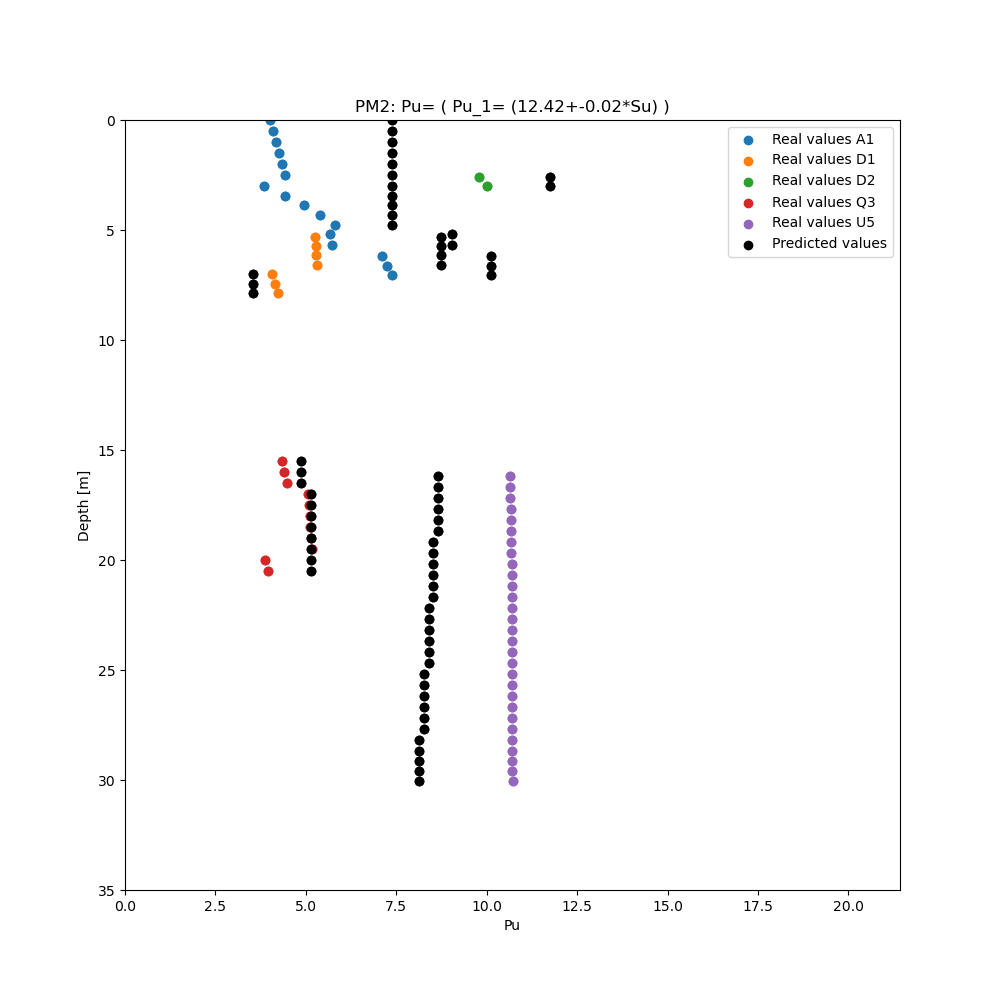 PM2: Pu= ( Pu_1= (12.42+-0.02*Su) )
Real values A1
Real values D1
Real values D2
Real values Q3
Real values U5
Predicted values
0
5
10
15
20
25
30
35
Depth [m]
0.0 2.5 5.0 7.5 10.0 12.5 15.0 17.5 20.0
Pu